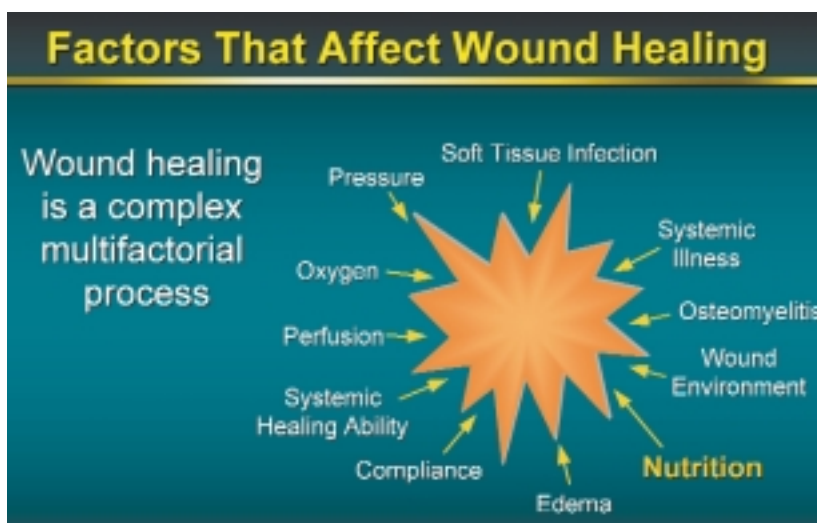 Factors That Affect Wound Healing
Wound healing
is a complex
multifactorial
process
Soft Tissue Infection
Pressure
Systemic
Illness
Oxygen
Osteomyelitis
Perfusion
Wound
Environment
Systemic
Healing Ability
Compliance
Nutrition
Edema